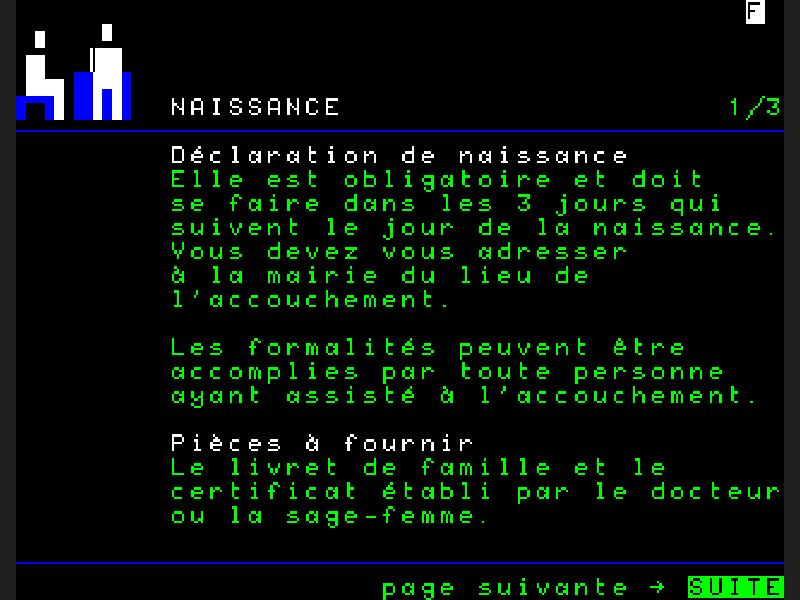 F
NAISSANCE 1/3
Déclaration de naissance
Elle est obligatoire et doit
se faire dans les 3 jours qui
suivent le jour de la naissance.
Vous devez vous adresser
à la mairie du lieu de
l'accouchement.
Les formalités peuvent être
accomplies par toute personne
ayant assisté à l'accouchement.
Pièces à fournir
Le livret de famille et le
certificat établi par le docteur
ou la sage-femme.
page suivante → SUITE